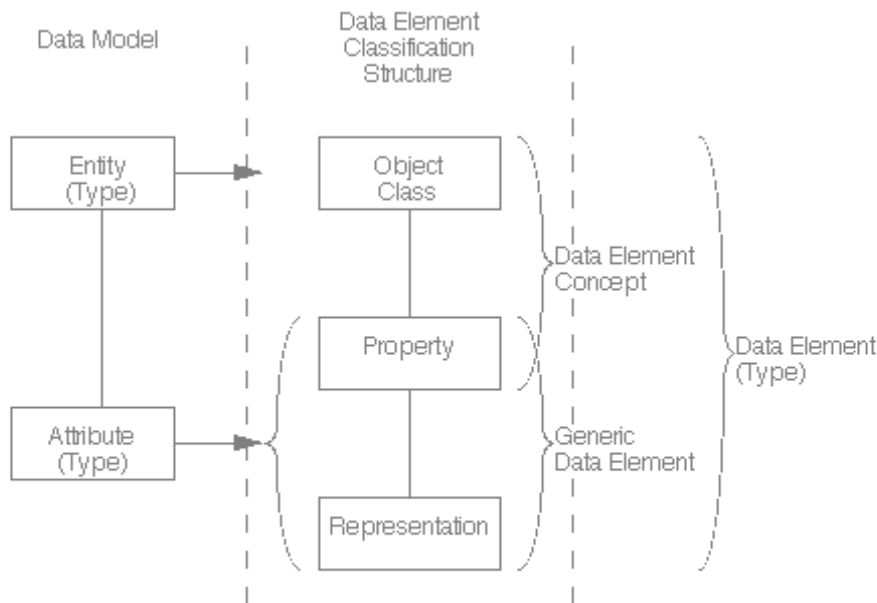 Data Model
Data Element
Classification
Structure
Entity
(Type)
Object
Class
Data Element
Concept
Property
Data Element
(Type)
Attribute
(Type)
Generic
Data Element
Representation